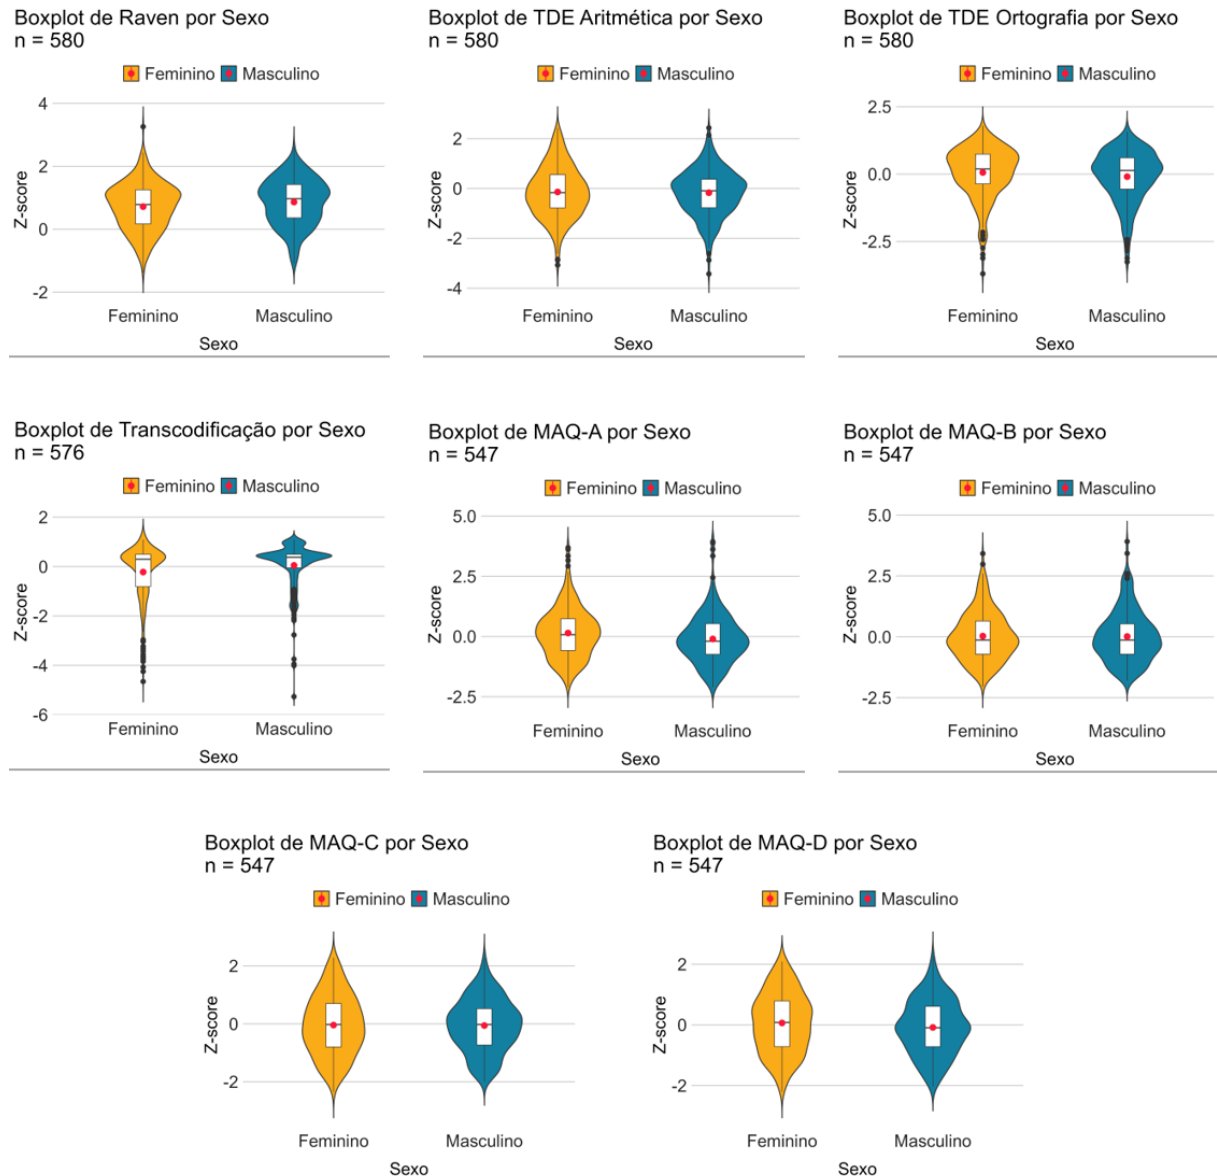 Boxplot de Raven por Sexo
n = 580
Feminino Masculino
4
2
0
-2
Z-score
Feminino Masculino
Sexo
Boxplot de TDE Aritmética por Sexo
n = 580
Feminino Masculino
2
0
-2
-4
Z-score
Feminino Masculino
Sexo
Boxplot de TDE Ortografia por Sexo
n = 580
Feminino Masculino
2.5
0.0
-2.5
Z-score
Feminino Masculino
Sexo
Boxplot de Transcodificação por Sexo
n = 576
Feminino Masculino
2
0
-2
-4
-6
Z-score
Feminino Masculino
Sexo
Boxplot de MAQ-A por Sexo
n = 547
Feminino Masculino
5.0
2.5
0.0
-2.5
Z-score
Feminino Masculino
Sexo
Boxplot de MAQ-B por Sexo
n = 547
Feminino Masculino
5.0
2.5
0.0
-2.5
Z-score
Feminino Masculino
Sexo
Boxplot de MAQ-C por Sexo
n = 547
Feminino Masculino
2
0
-2
Z-score
Feminino Masculino
Sexo
Boxplot de MAQ-D por Sexo
n = 547
Feminino Masculino
2
0
-2
Z-score
Feminino Masculino
Sexo